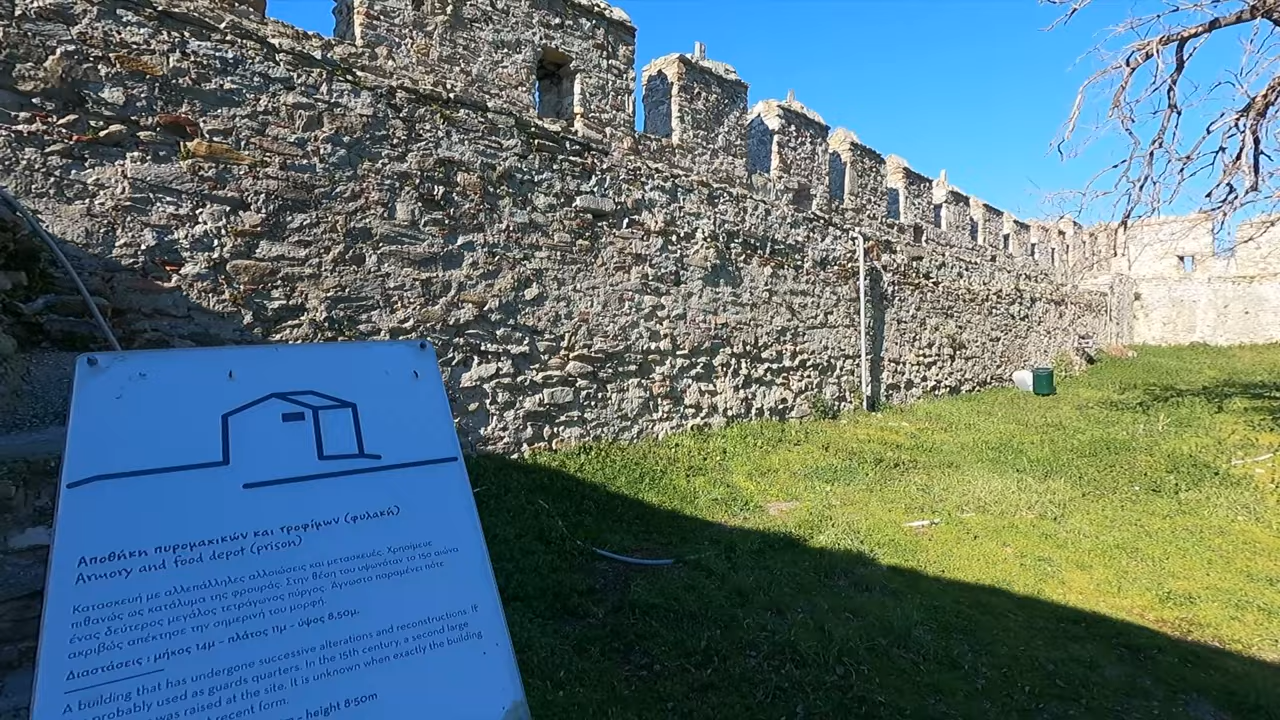 Αποθήκη πυρομαχικών και τροφίμων (φυλακή)
Armory and food depot (prison)
Κατασκευή με αλλεπάλληλες αλλοιώσεις και μετασκευές. Χρησίμευε
πιθανώς ως κατάλυμα της φρουράς. Στην θέση του υψωνόταν το 15ο αιώνα
ένας δεύτερος μεγάλος τετράγωνος πύργος. Άγνωστο παραμένει πότε
ακριβώς απέκτησε την σημερινή του μορφή.
Διαστάσεις : μήκος 14μ - πλάτος 11μ - ύψος 8,50μ.
A building that has undergone successive alterations and reconstructions. It
probably used as guards quarters. In the 15th century, a second large
was raised at the site. It is unknown when exactly the building
recent form.
- height 8.50m